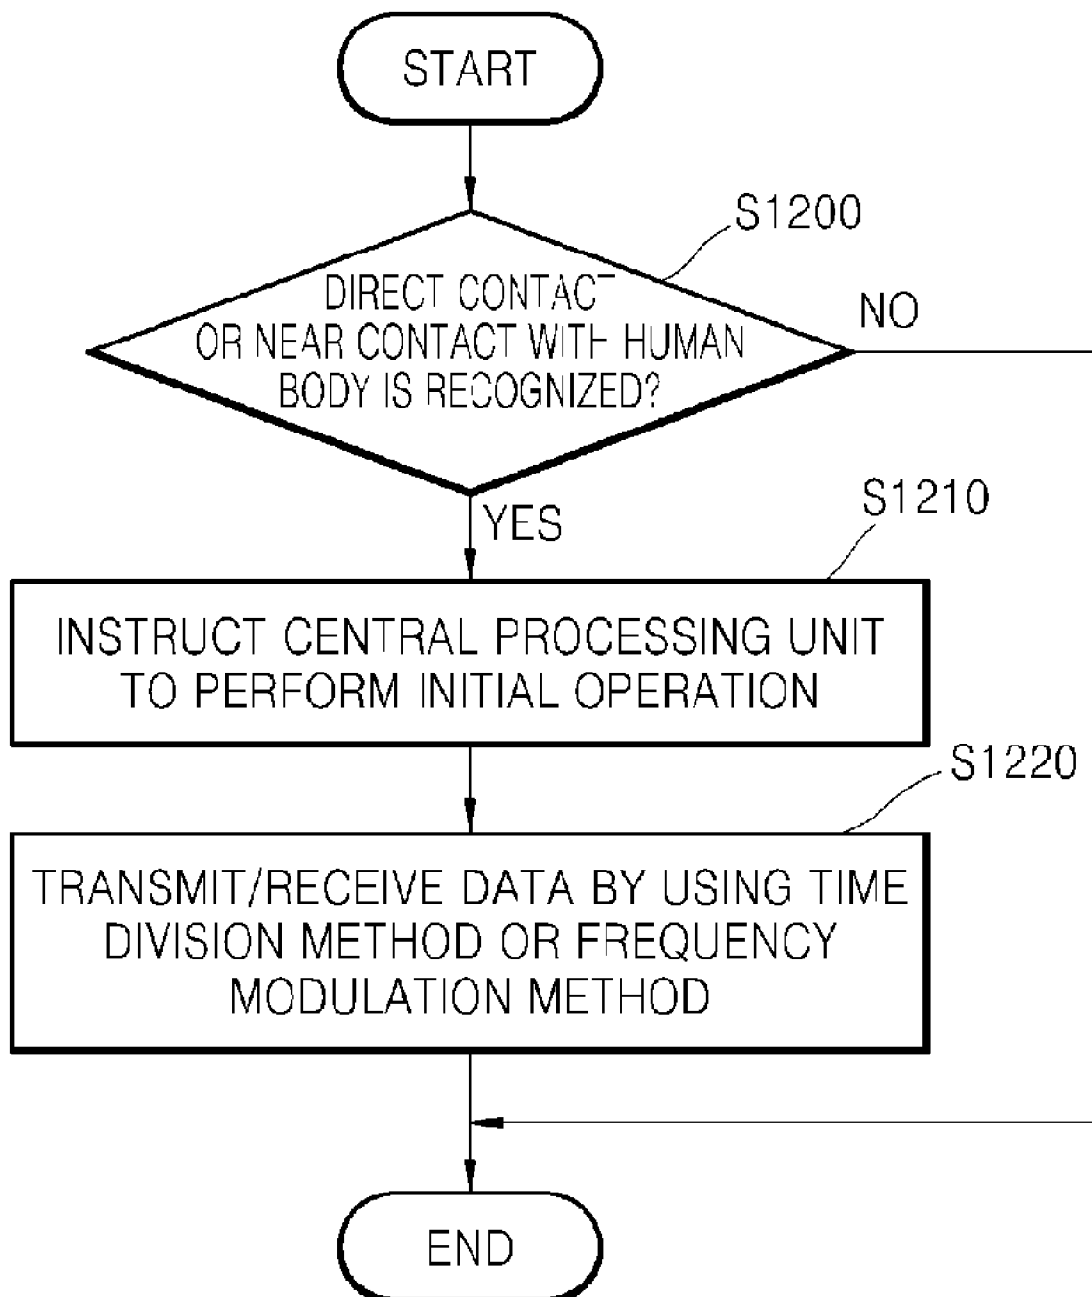 START
S1200
DIRECT CONTACT
OR NEAR CONTACT WITH HUMAN
BODY IS RECOGNIZED?
NO
YES
S1210
INSTRUCT CENTRAL PROCESSING UNIT
TO PERFORM INITIAL OPERATION
S1220
TRANSMIT/RECEIVE DATA BY USING TIME
DIVISION METHOD OR FREQUENCY
MODULATION METHOD
END